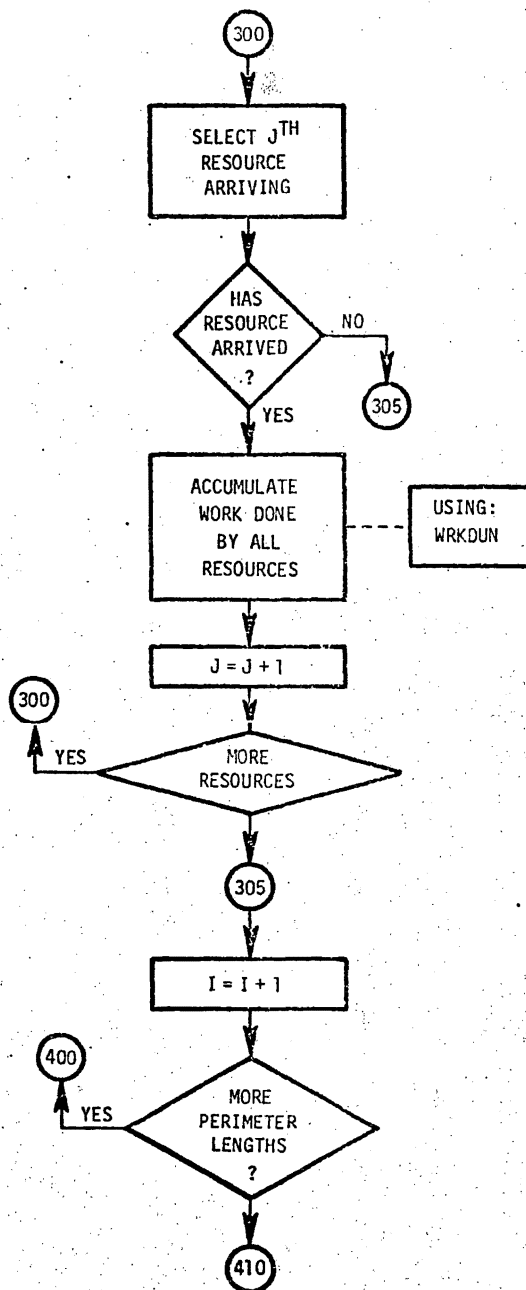 300
SELECT JTH
RESOURCE
ARRIVING
HAS
RESOURCE
ARRIVED
?
NO
305
YES
ACCUMULATE
WORK DONE
BY ALL
RESOURCES
USING:
WRKDUN
J = J + 1
300
YES
MORE
RESOURCES
305
I = I + 1
400
YES
MORE
PERIMETER
LENGTHS
?
410